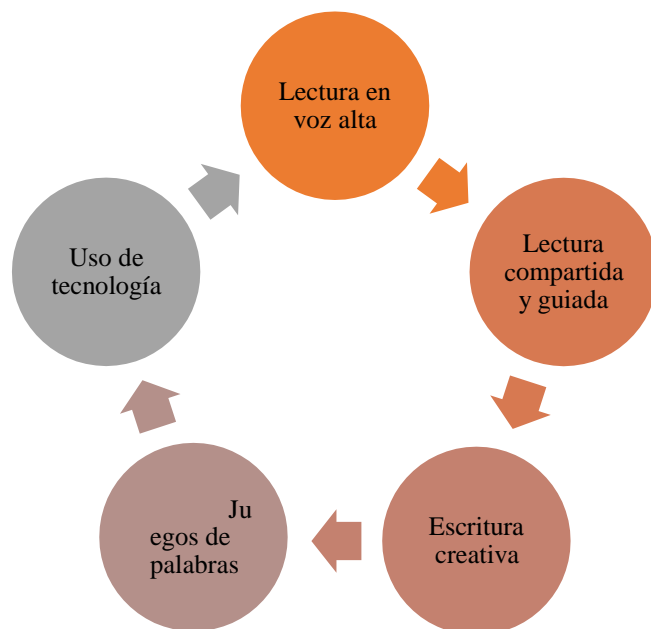 Lectura en
voz alta
Lectura
compartida
y guiada
Escritura
creativa
Ju
egos de
palabras
Uso de
tecnología